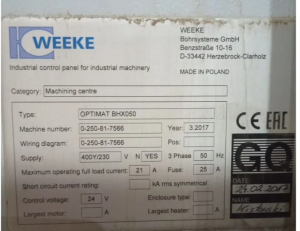 WEEKE
WEEKE
Bohrsysteme GmbH
Benzstraße 10-16
D-33442 Herzebrock-Clarholz
Industrial control panel for industrial machinery
MADE IN POLAND
Category: Machining centre
Type: OPTIMAT BHX050
Machine number: 0-250-81-7566 Year: 3.2017
Wiring diagram: 0-250-81-7566 Pos:
Supply: 400Y/230 V N YES 3 Phase 50 Hz
Maximum operating full load current: 21 A Fuse: 25 A
Short circuit current rating: kA rms symmetrical
Control voltage: 24 V Enclosure type:
Largest motor: A Largest heater: A
CE EAC
GQ
DATE:
NAME: